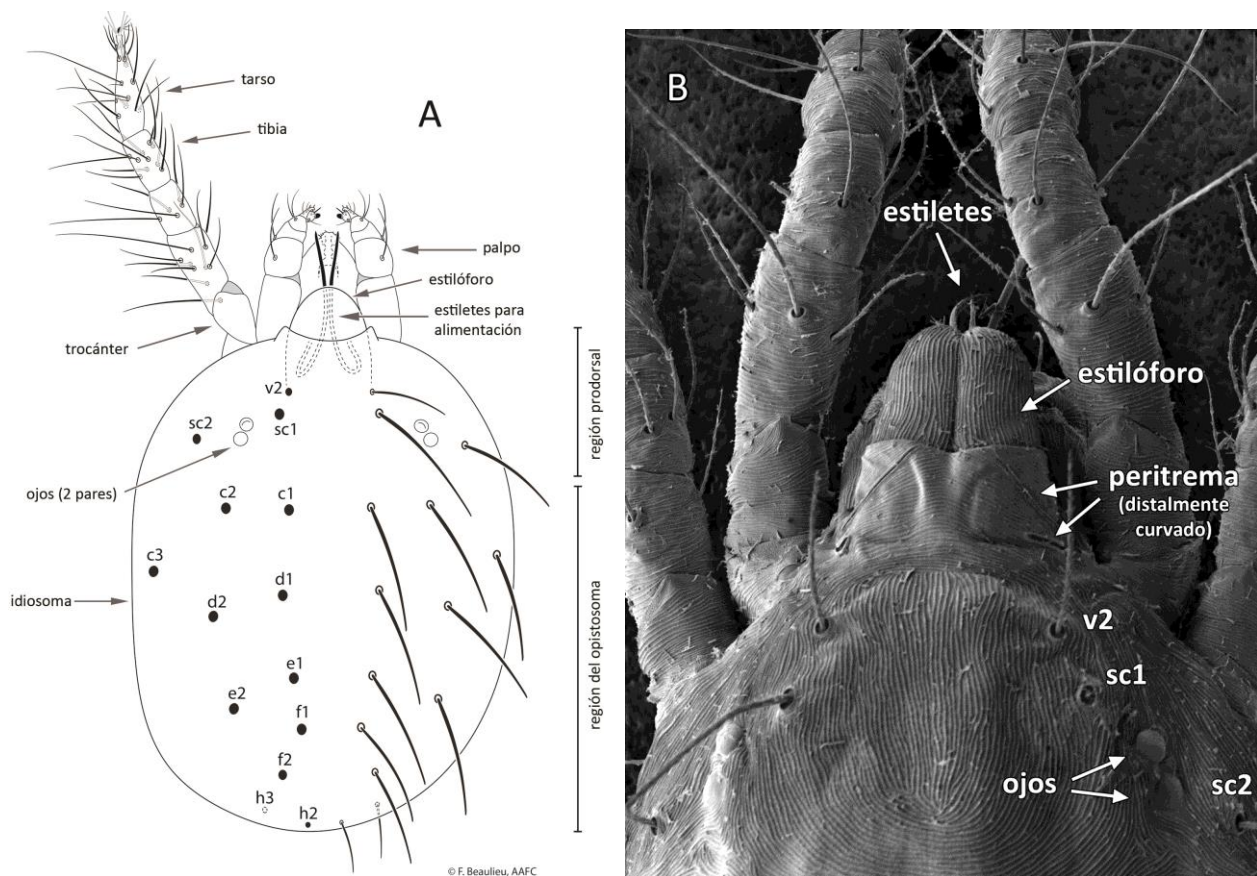 A
tarso
tibia
palpo
estilóforo
estiletes para
alimentación
trocánter
v2
sc1
sc2
ojos (2 pares)
c2
c1
c3
d1
idiosoma
d2
e1
e2
f1
f2
h3
h2
región prodorsal
región del opistosoma
© F. Beaulieu, AAFC
B
estiletes
estilóforo
peritrema
(distalmente
curvado)
v2
sc1
ojos
sc2